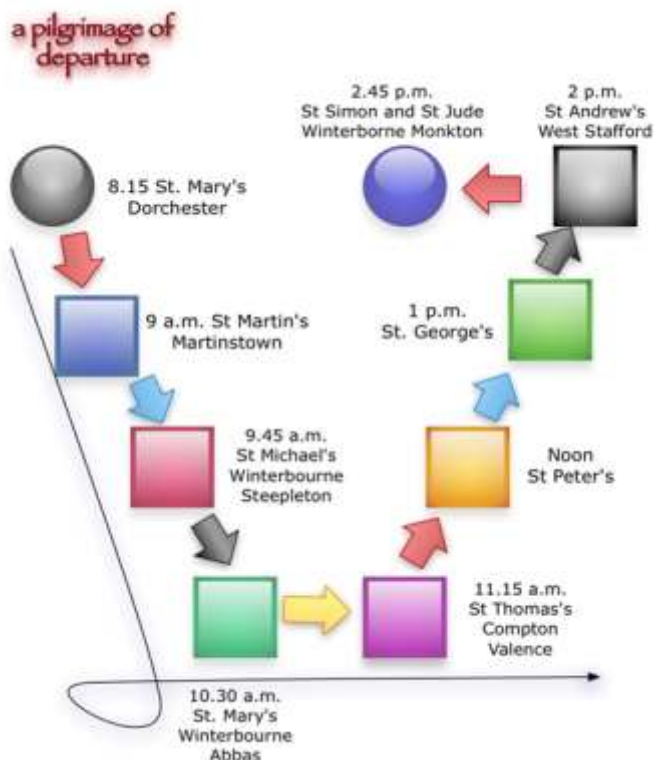 a pilgrimage of
departure
8.15 St. Mary's
Dorchester
9 a.m. St Martin's
Martinstown
9.45 a.m.
St Michael's
Winterbourne
Steepleton
10.30 a.m.
St. Mary's
Winterbourne
Abbas
11.15 a.m.
St Thomas's
Compton
Valence
Noon
St Peter's
1 p.m.
St. George's
2 p.m.
St Andrew's
West Stafford
2.45 p.m.
St Simon and St Jude
Winterborne Monkton